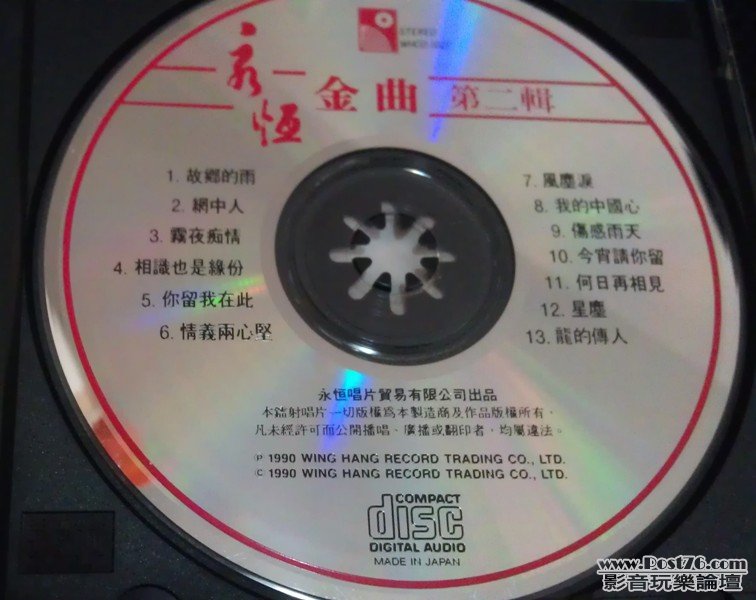 STEREO
永恆
金曲 第二輯
1. 故鄉的雨
2. 網中人
3. 霧夜痴情
4. 相識也是緣份
5. 你留我在此
6. 情義兩心堅
7. 風塵淚
8. 我的中國心
9. 傷感雨天
10. 今宵請你留
11. 何日再相見
12. 星塵
13. 龍的傳人
永恒唱片貿易有限公司出品
本鐳射唱片一切版權為本製造商及作品版權所有，
凡未經許可而公開播唱、廣播或翻印者，均屬違法。
Ⓟ 1990 WING HANG RECORD TRADING CO., LTD.
© 1990 WING HANG RECORD TRADING CO., LTD.
COMPACT
disc
DIGITAL AUDIO
MADE IN JAPAN
www.Post76.com
影音玩樂論壇